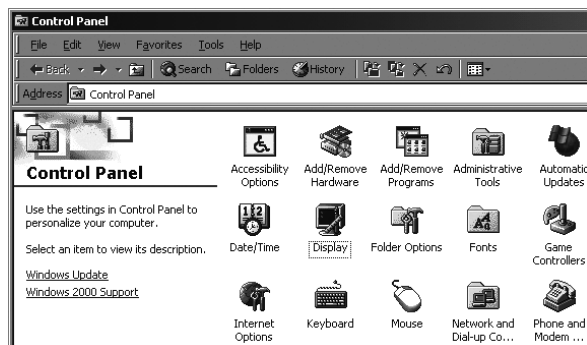 Control Panel
File Edit View Favorites Tools Help
Back Search Folders History
Address Control Panel
Control Panel
Use the settings in Control Panel to
personalize your computer.
Select an item to view its description.
Windows Update
Windows 2000 Support
Accessibility
Options
Add/Remove
Hardware
Add/Remove
Programs
Administrative
Tools
Automatic
Updates
Date/Time
Display
Folder Options
Fonts
Game
Controllers
Internet
Options
Keyboard
Mouse
Network and
Dial-up Co...
Phone and
Modem ...